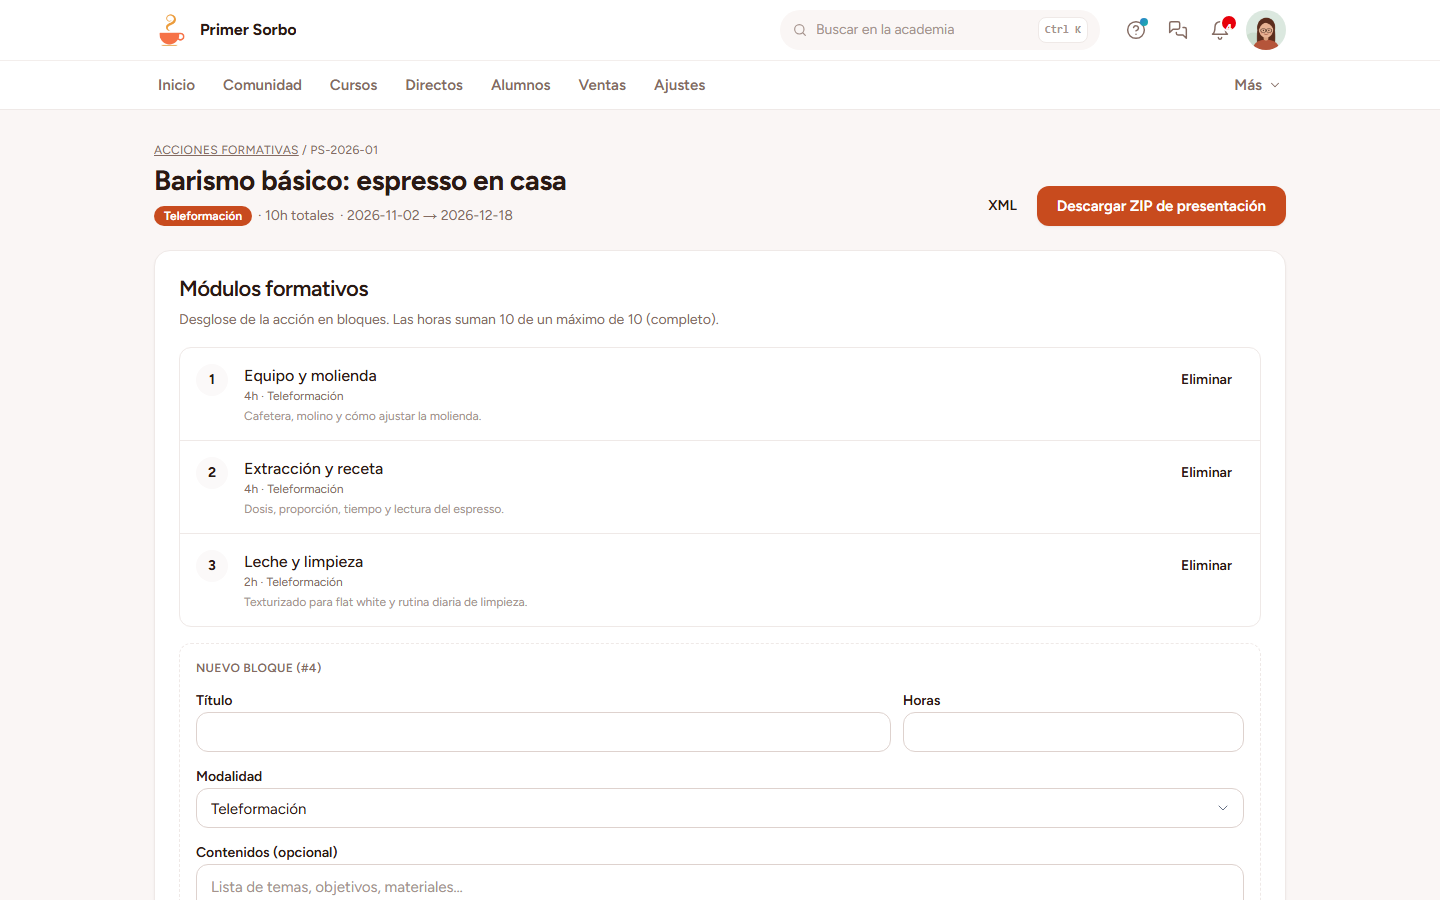 Primer Sorbo
Buscar en la academia
Ctrl K
Inicio
Comunidad
Cursos
Directos
Alumnos
Ventas
Ajustes
Más
ACCIONES FORMATIVAS / PS-2026-01
Barismo básico: espresso en casa
Teleformación · 10h totales · 2026-11-02 → 2026-12-18
XML
Descargar ZIP de presentación
Módulos formativos
Desglose de la acción en bloques. Las horas suman 10 de un máximo de 10 (completo).
1
Equipo y molienda
4h · Teleformación
Cafetera, molino y cómo ajustar la molienda.
Eliminar
2
Extracción y receta
4h · Teleformación
Dosis, proporción, tiempo y lectura del espresso.
Eliminar
3
Leche y limpieza
2h · Teleformación
Texturizado para flat white y rutina diaria de limpieza.
Eliminar
NUEVO BLOQUE (#4)
Título
Horas
Modalidad
Teleformación
Contenidos (opcional)
Lista de temas, objetivos, materiales...